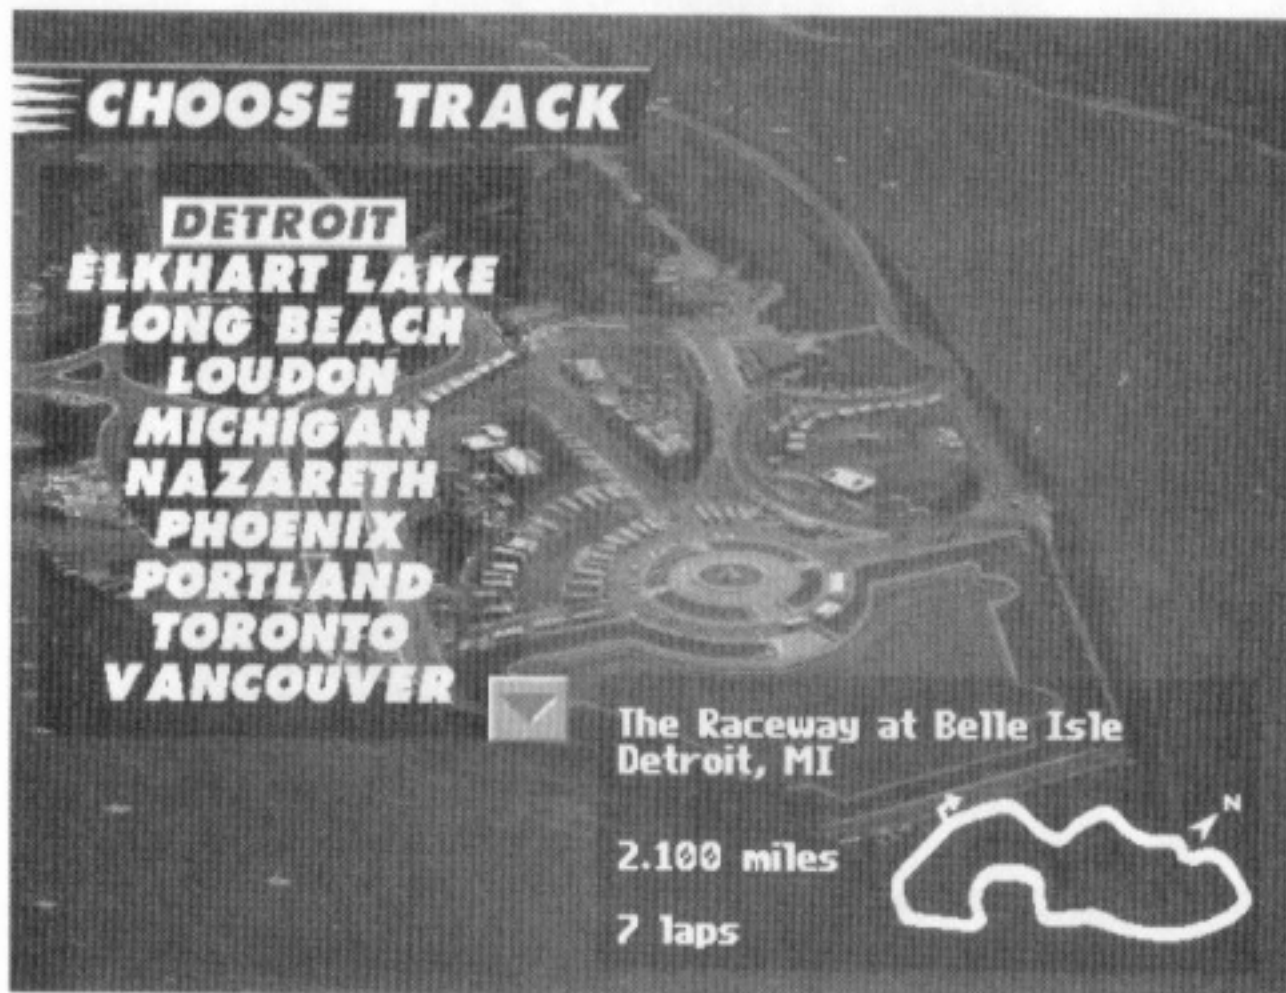 CHOOSE TRACK
DETROIT
ELKHART LAKE
LONG BEACH
LOUDON
MICHIGAN
NAZARETH
PHOENIX
PORTLAND
TORONTO
VANCOUVER
The Raceway at Belle Isle
Detroit, MI
N
2.100 miles
7 laps